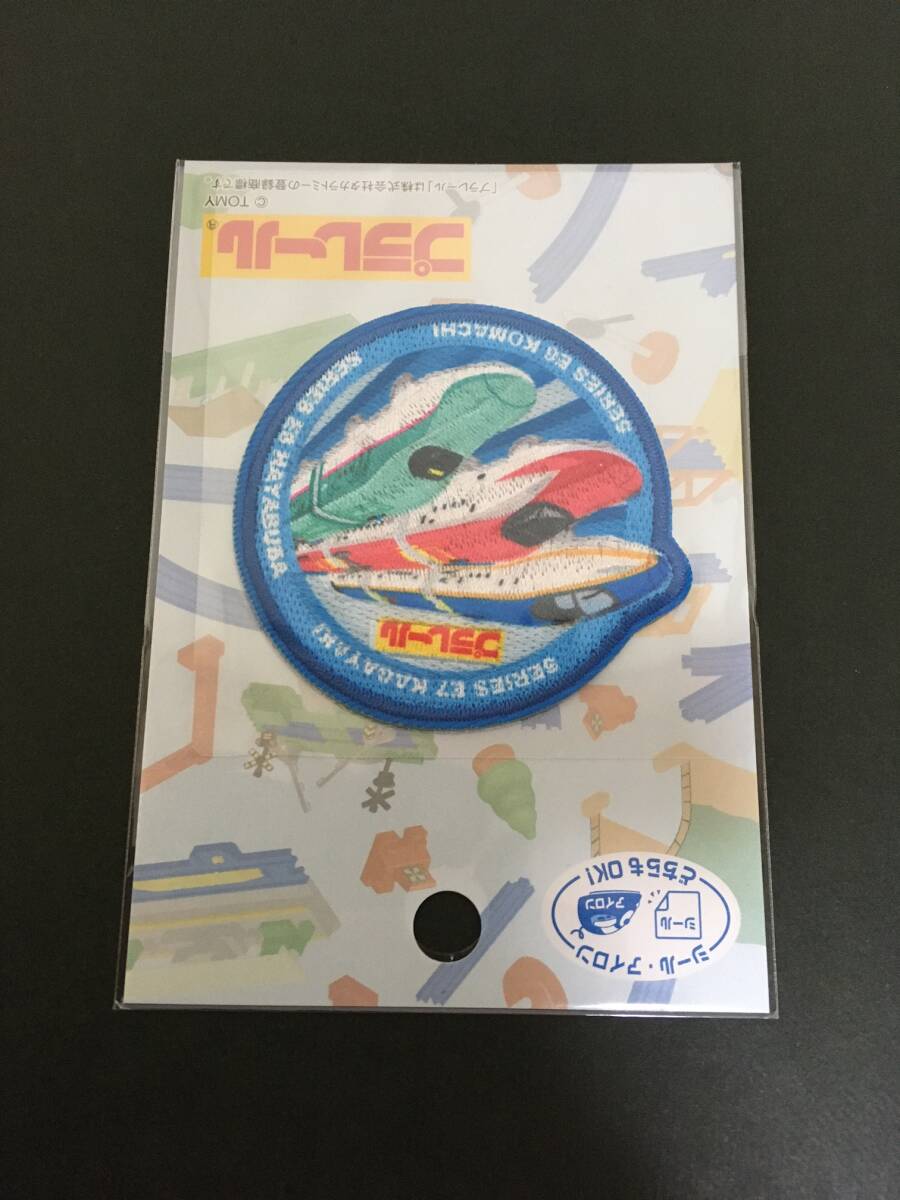 シール・アイロン
シール
アイロン
どちらもOK!
SERIES E7 KAGAYAKI
プラレール
SERIES E5 HAYABUSA
SERIES E6 KOMACHI
プラレール®
© TOMY
「プラレール」は株式会社タカラトミーの登録商標です。